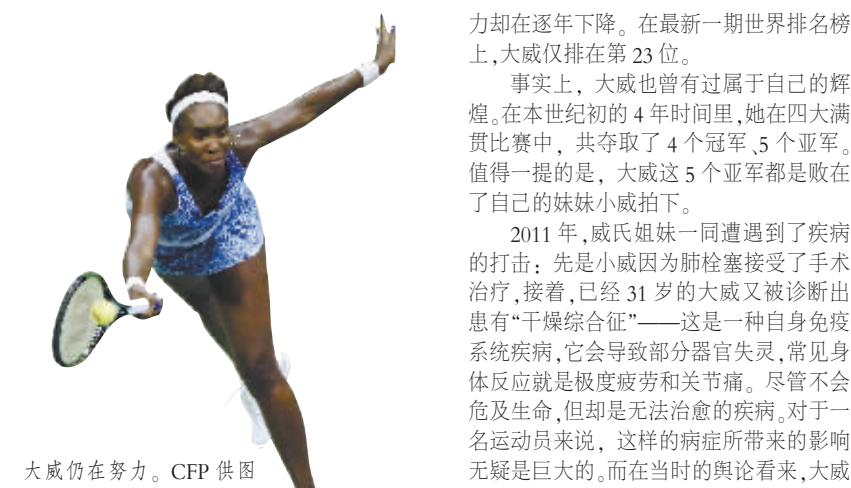 力却在逐年下降。在最新一期世界排名榜
上,大威仅排在第 23 位。
事实上，大威也曾有过属于自己的辉
煌。在本世纪初的 4 年时间里,她在四大满
贯比赛中，共夺取了 4 个冠军、5 个亚军。
值得一提的是，大威这 5 个亚军都是败在
了自己的妹妹小威拍下。
2011 年,威氏姐妹一同遭遇到了疾病
的打击：先是小威因为肺栓塞接受了手术
治疗,接着,已经 31 岁的大威又被诊断出
患有“干燥综合征”——这是一种自身免疫
系统疾病,它会导致部分器官失灵,常见身
体反应就是极度疲劳和关节痛。尽管不会
危及生命,但却是无法治愈的疾病。对于一
名运动员来说，这样的病症所带来的影响
无疑是巨大的。而在当时的舆论看来,大威
大威仍在努力。CFP 供图